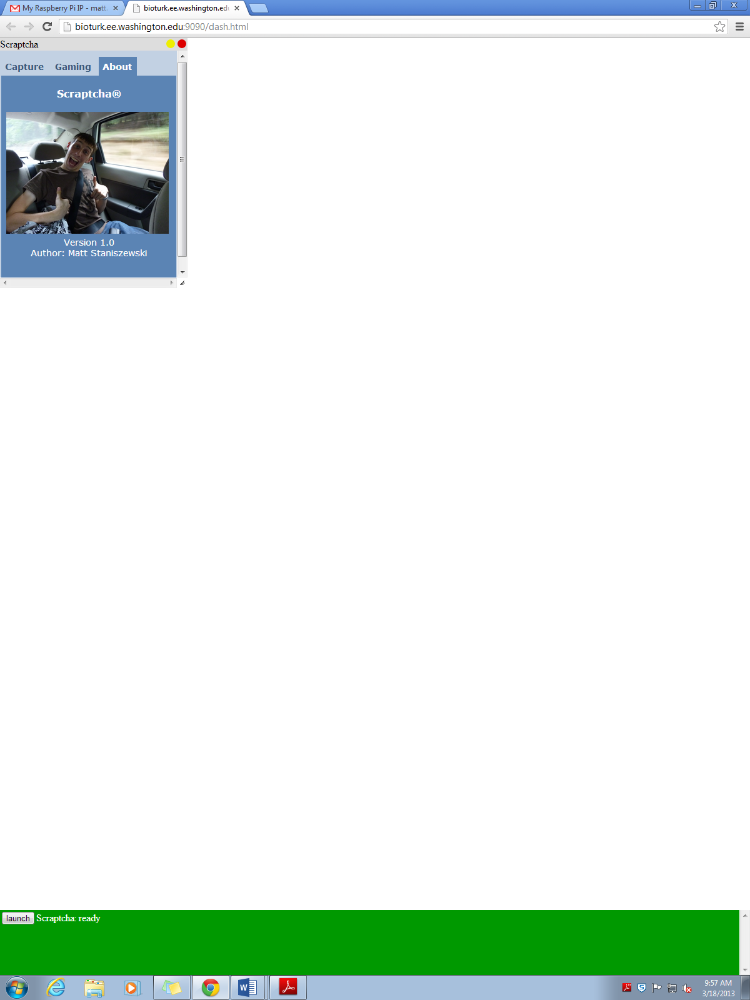 My Raspberry Pi IP - matt.
bioturk.ee.washington.edu
bioturk.ee.washington.edu:9090/dash.html
Scraptcha
Capture Gaming About
Scraptcha®
Version 1.0
Author: Matt Staniszewski
launch Scraptcha: ready
9:57 AM
3/18/2013